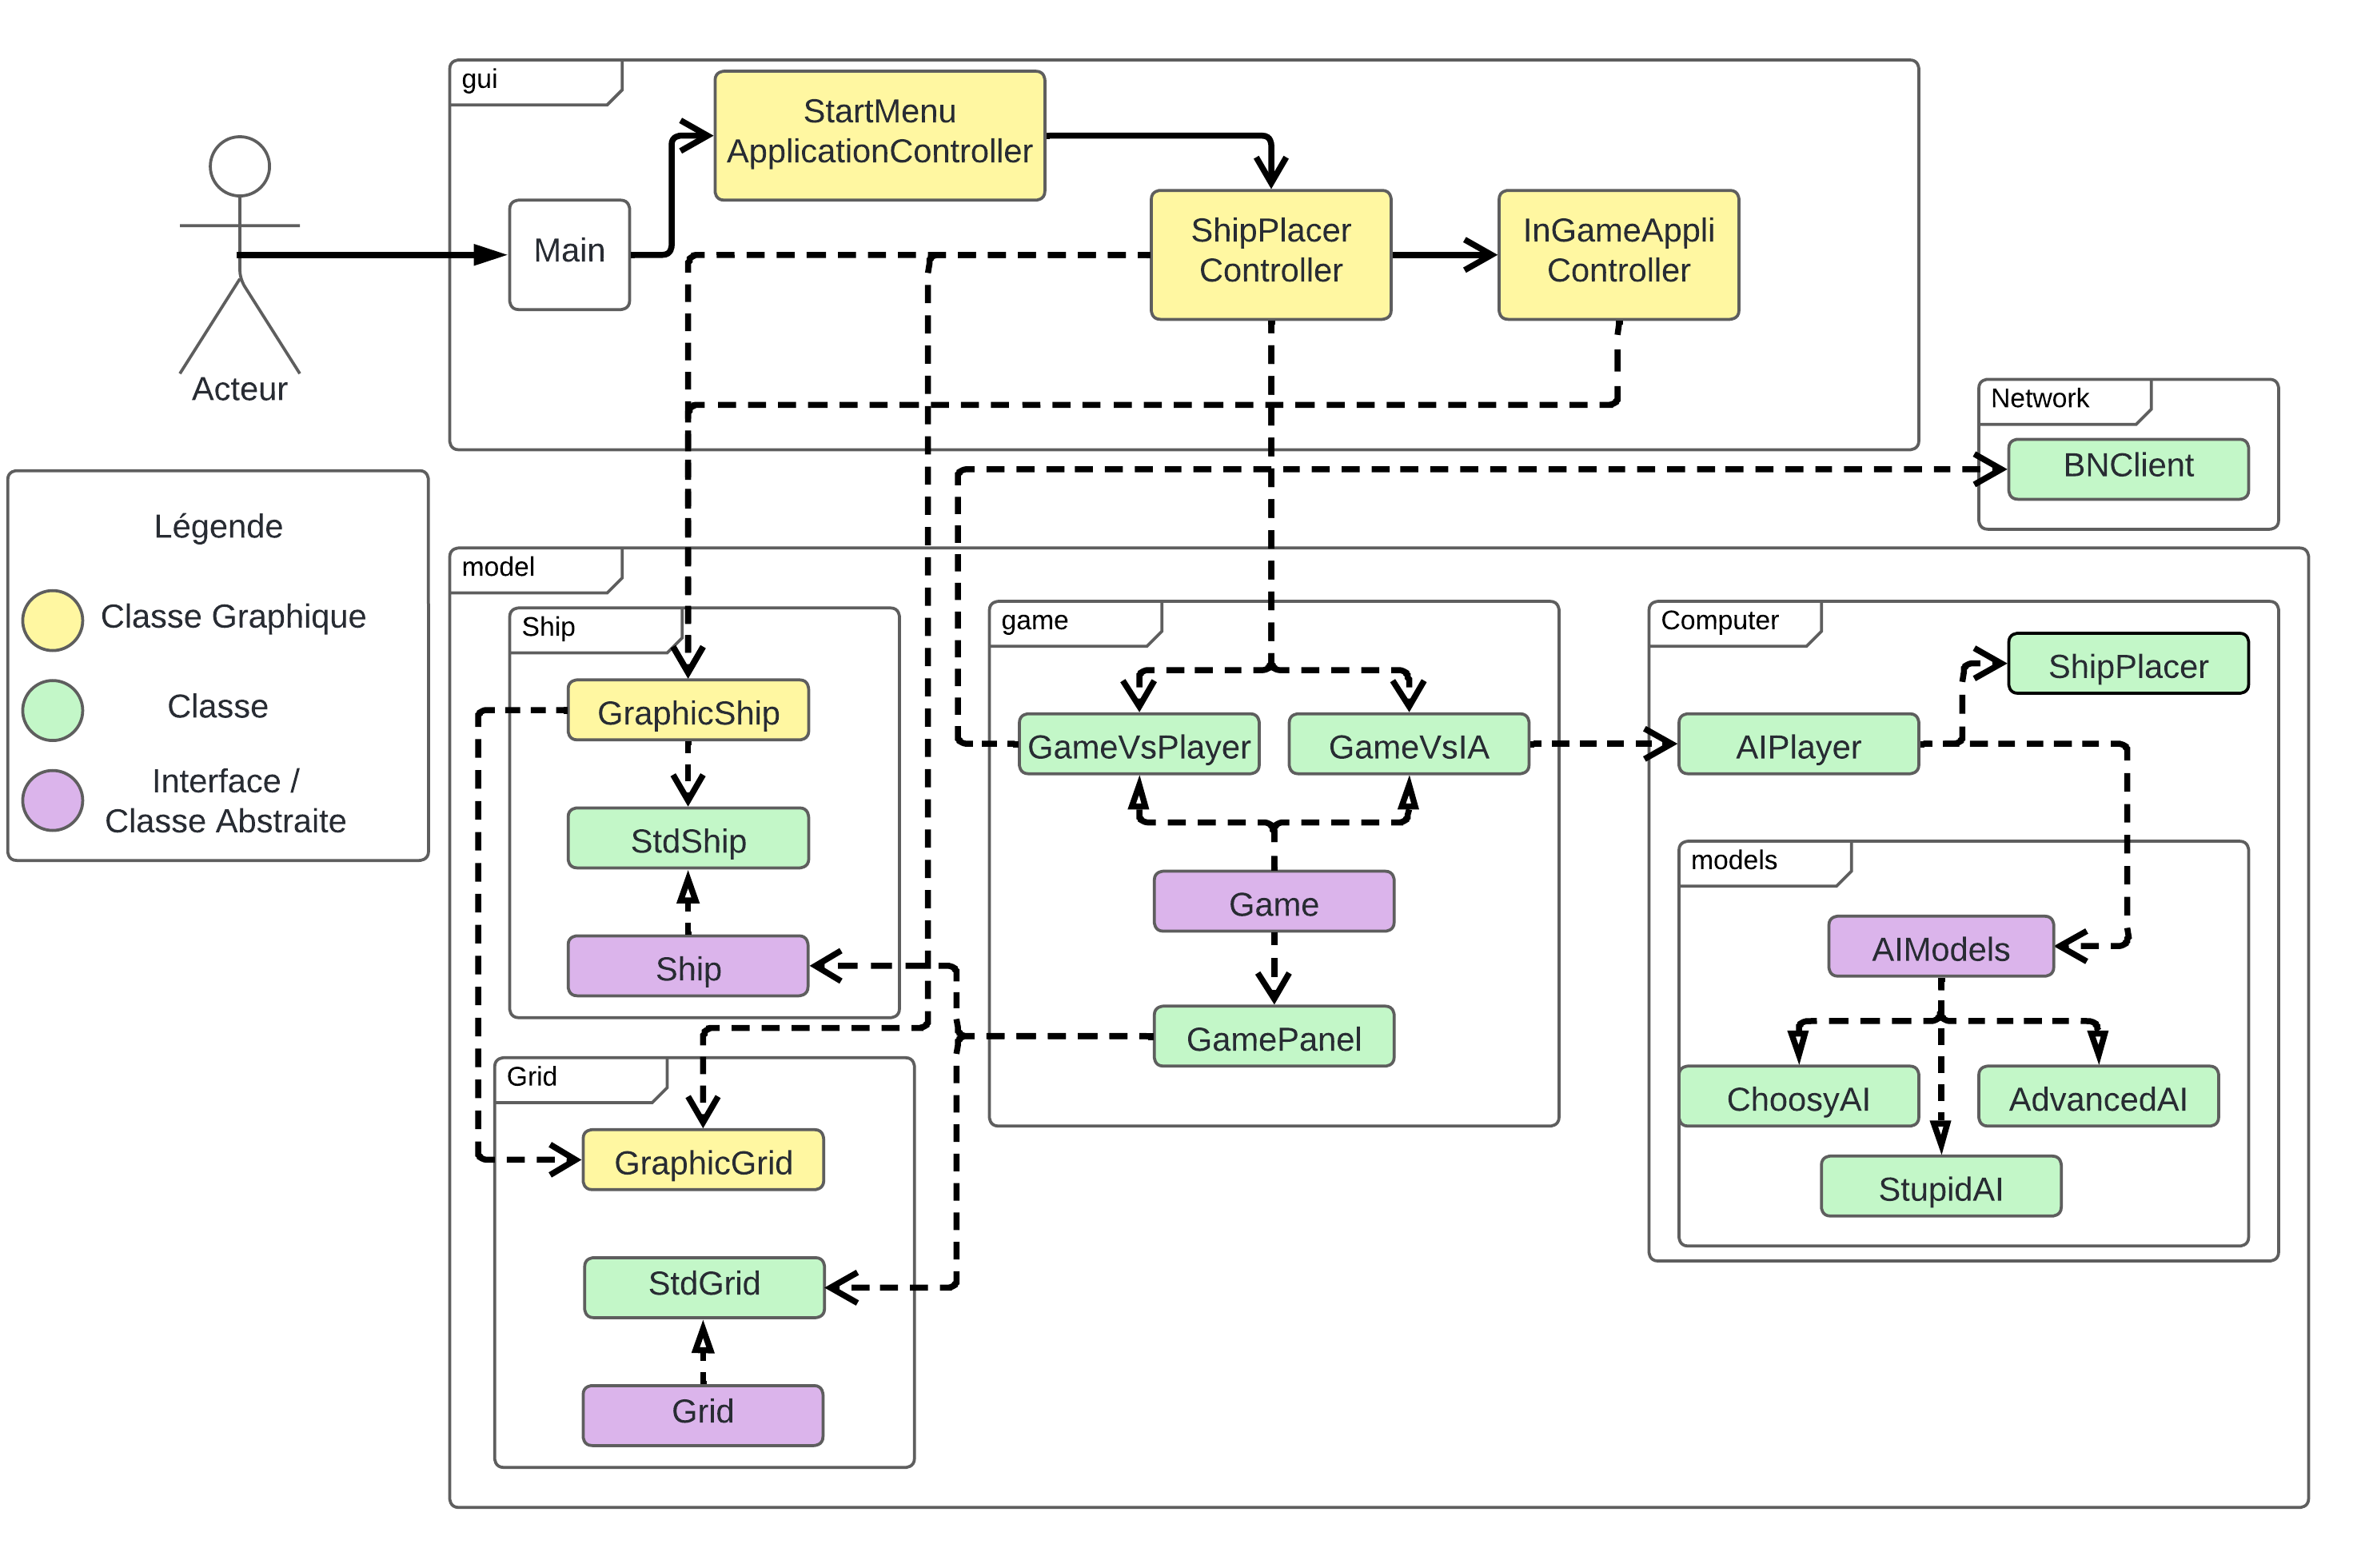 gui
StartMenu
ApplicationController
Main
ShipPlacer
Controller
InGameAppli
Controller
Acteur
Network
BNClient
Légende
Classe Graphique
Classe
Interface /
Classe Abstraite
model
Ship
GraphicShip
StdShip
Ship
game
GameVsPlayer
GameVsIA
Game
GamePanel
Computer
ShipPlacer
AIPlayer
models
AIModels
ChoosyAI
AdvancedAI
StupidAI
Grid
GraphicGrid
StdGrid
Grid